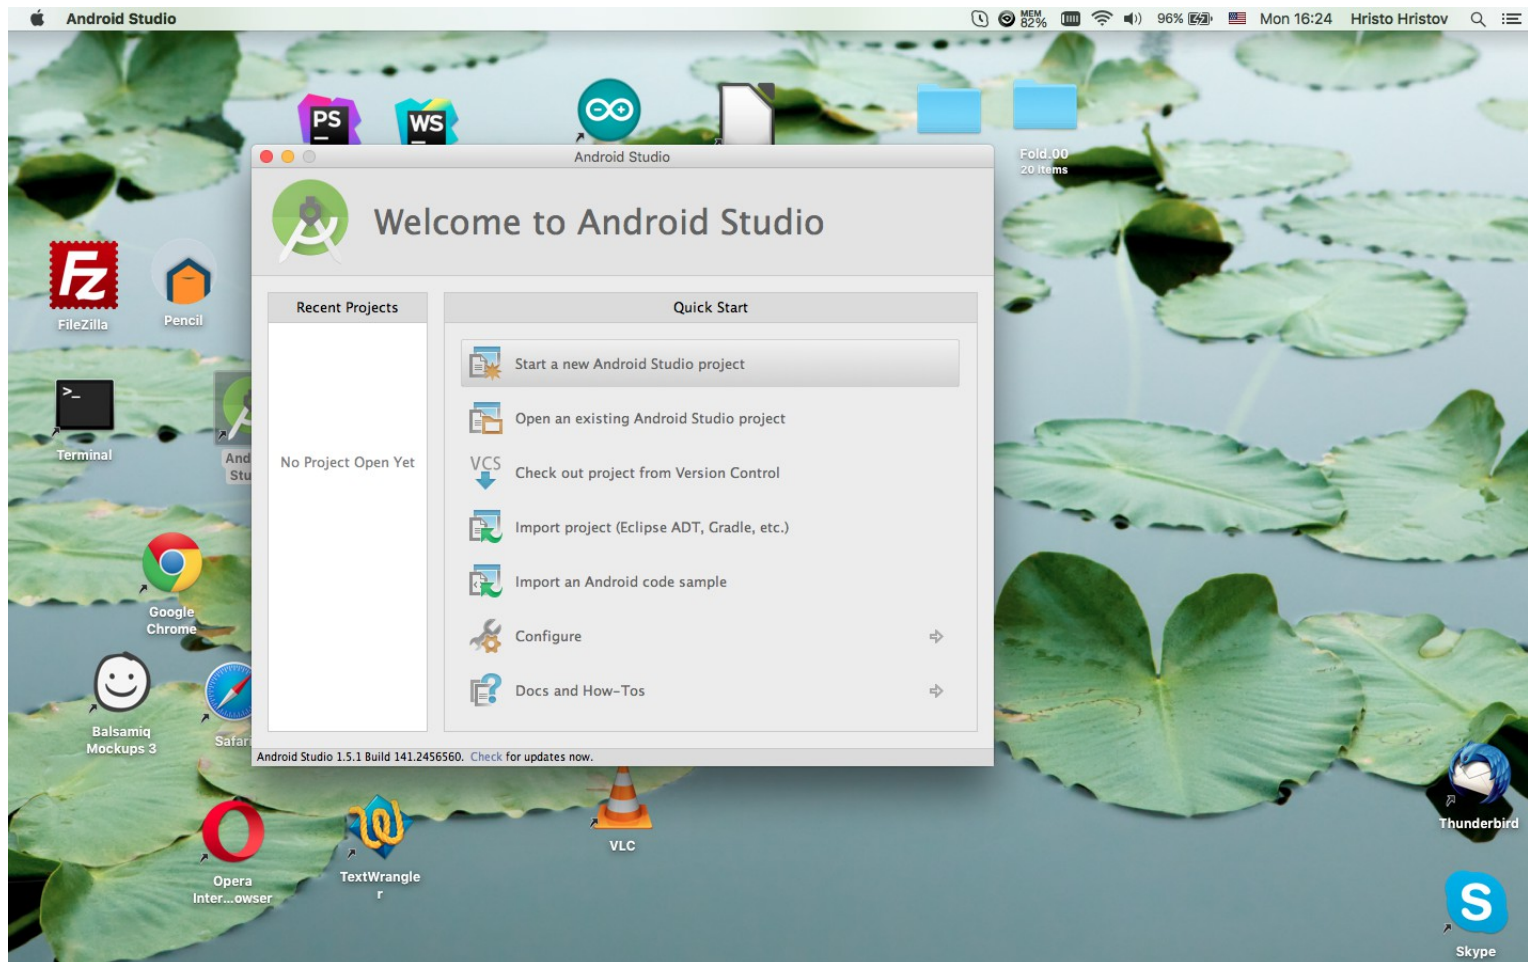 Android Studio
MEM
82%
96%
Mon 16:24
Hristo Hristov
PS
WS
Fold.00
20 items
Android Studio
Welcome to Android Studio
Fz
FileZilla
Pencil
Recent Projects
Quick Start
Start a new Android Studio project
>_
Terminal
Open an existing Android Studio project
And
Stu
No Project Open Yet
VCS
Check out project from Version Control
Import project (Eclipse ADT, Gradle, etc.)
Import an Android code sample
Google
Chrome
Configure
Docs and How-Tos
Balsamiq
Mockups 3
Safari
Android Studio 1.5.1 Build 141.2456560. Check for updates now.
Thunderbird
VLC
Opera
Inter...owser
TextWrangle
r
S
Skype